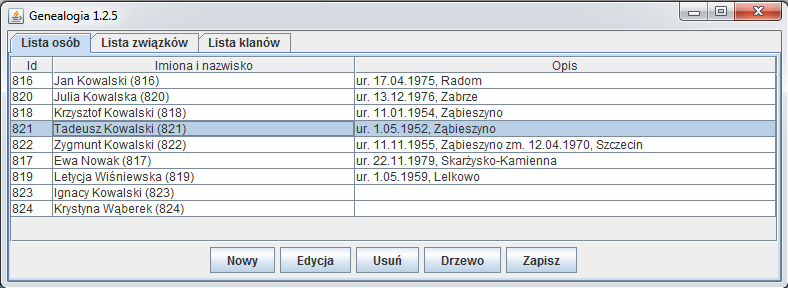 Genealogia 1.2.5
Lista osób Lista związków Lista klanów
Id Imiona i nazwisko Opis
816 Jan Kowalski (816) ur. 17.04.1975, Radom
820 Julia Kowalska (820) ur. 13.12.1976, Zabrze
818 Krzysztof Kowalski (818) ur. 11.01.1954, Ząbieszyno
821 Tadeusz Kowalski (821) ur. 1.05.1952, Ząbieszyno
822 Zygmunt Kowalski (822) ur. 11.11.1955, Ząbieszyno zm. 12.04.1970, Szczecin
817 Ewa Nowak (817) ur. 22.11.1979, Skarżysko-Kamienna
819 Letycja Wiśniewska (819) ur. 1.05.1959, Lelkowo
823 Ignacy Kowalski (823)
824 Krystyna Wąberek (824)
Nowy Edycja Usuń Drzewo Zapisz